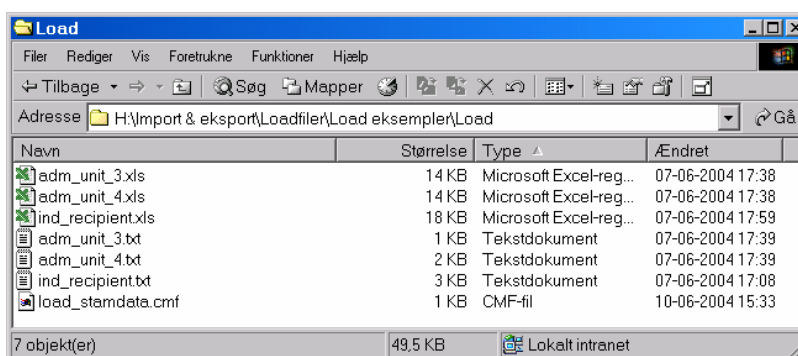 Load
Filer Rediger Vis Foretrukne Funktioner Hjælp
Tilbage Søg Mapper
Adresse H:\Import & eksport\Loadfiler\Load eksempler\Load Gå
Navn Størrelse Type Ændret
adm_unit_3.xls 14 KB Microsoft Excel-reg... 07-06-2004 17:38
adm_unit_4.xls 14 KB Microsoft Excel-reg... 07-06-2004 17:38
ind_recipient.xls 18 KB Microsoft Excel-reg... 07-06-2004 17:59
adm_unit_3.txt 1 KB Tekstdokument 07-06-2004 17:39
adm_unit_4.txt 2 KB Tekstdokument 07-06-2004 17:39
ind_recipient.txt 3 KB Tekstdokument 07-06-2004 17:08
load_stamdata.cmf 1 KB CMF-fil 10-06-2004 15:33
7 objekt(er) 49,5 KB Lokalt intranet